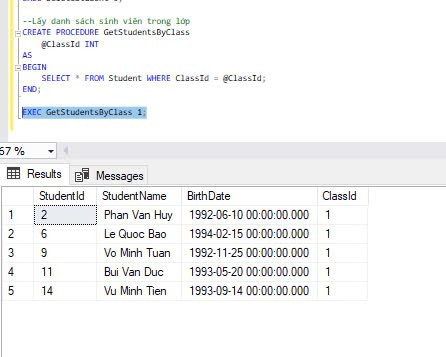 --Lấy danh sách sinh viên trong lớp
CREATE PROCEDURE GetStudentsByClass
@ClassId INT
AS
BEGIN
SELECT * FROM Student WHERE ClassId = @ClassId;
END;
EXEC GetStudentsByClass 1;
67 %
Results Messages
StudentId StudentName BirthDate ClassId
1 2 Phan Van Huy 1992-06-10 00:00:00.000 1
2 6 Le Quoc Bao 1994-02-15 00:00:00.000 1
3 9 Vo Minh Tuan 1992-11-25 00:00:00.000 1
4 11 Bui Van Duc 1993-05-20 00:00:00.000 1
5 14 Vu Minh Tien 1993-09-14 00:00:00.000 1